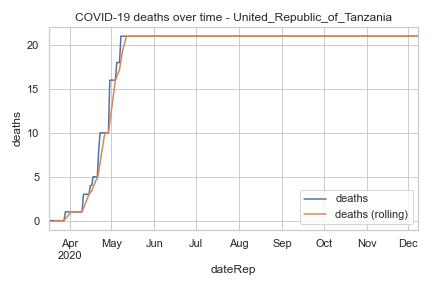 COVID-19 deaths over time - United_Republic_of_Tanzania
deaths
20
15
10
5
0
deaths
deaths (rolling)
Apr May Jun Jul Aug Sep Oct Nov Dec
2020
dateRep